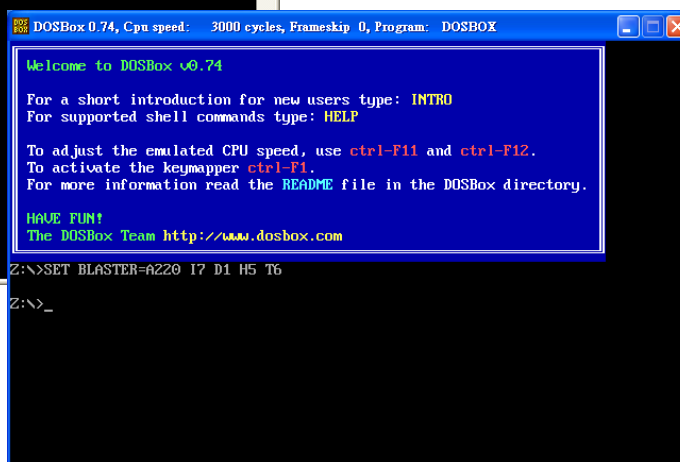 DOSBox 0.74, Cpu speed: 3000 cycles, Frameskip 0, Program: DOSBOX
Welcome to DOSBox v0.74
For a short introduction for new users type: INTRO
For supported shell commands type: HELP
To adjust the emulated CPU speed, use ctrl-F11 and ctrl-F12.
To activate the keymapper ctrl-F1.
For more information read the README file in the DOSBox directory.
HAVE FUN!
The DOSBox Team http://www.dosbox.com
Z:\>SET BLASTER=A220 I7 D1 H5 T6
Z:\>_